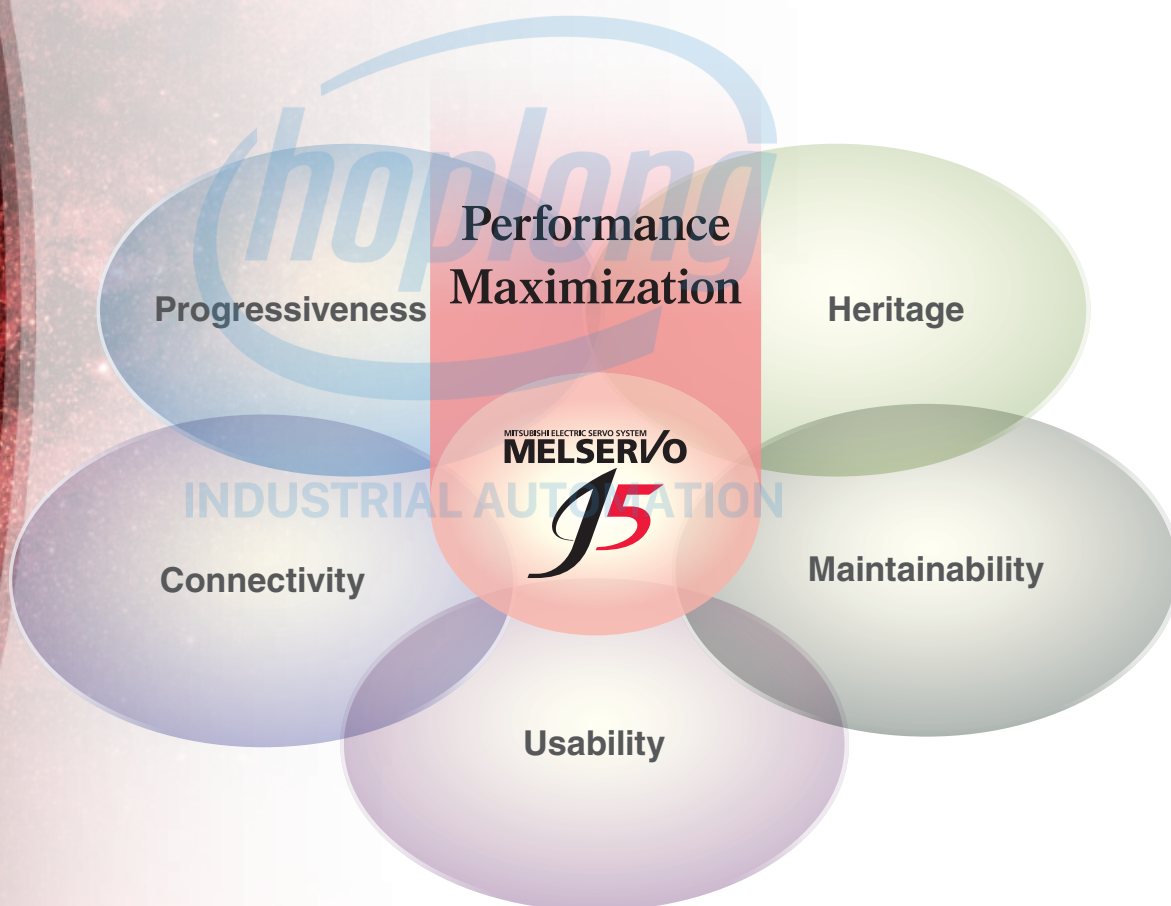 hoplong
Performance
Maximization
Progressiveness
Heritage
MITSUBISHI ELECTRIC SERVO SYSTEM
MELSERVO
J5
INDUSTRIAL AUTOMATION
Connectivity
Maintainability
Usability